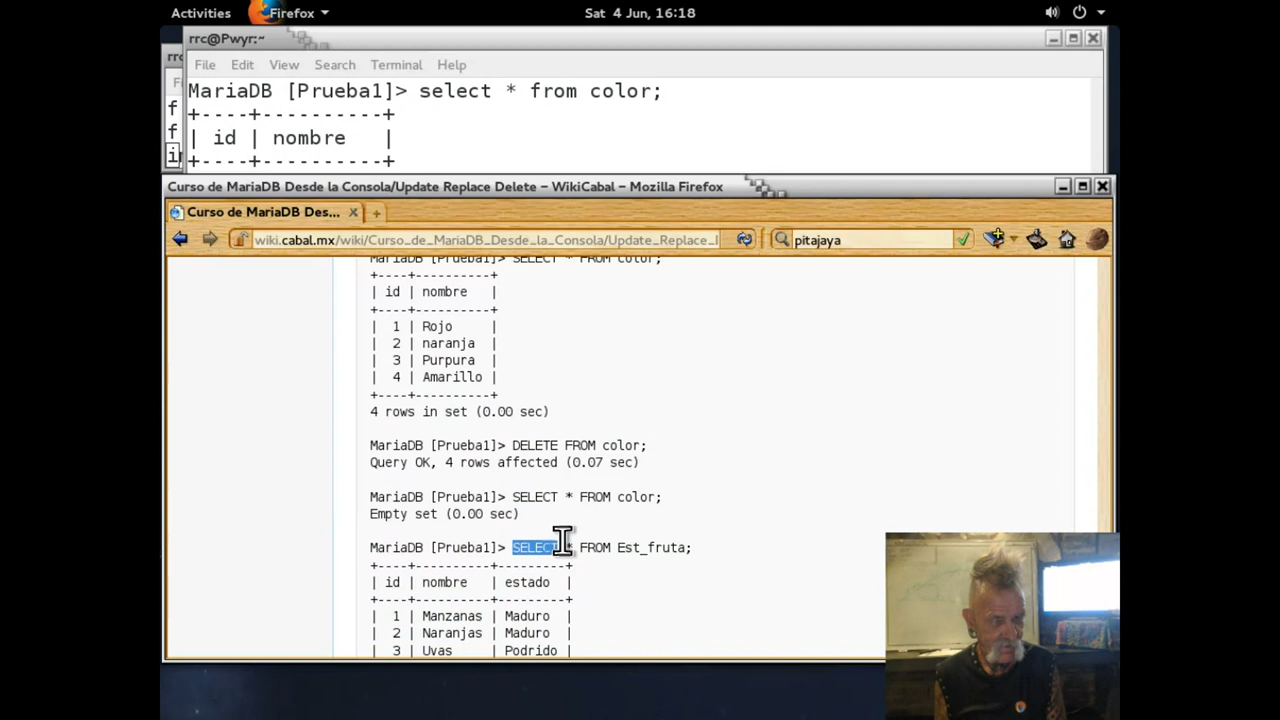 Activities Firefox Sat 4 Jun, 16:18
rrc@Pwyr:~
File Edit View Search Terminal Help
MariaDB [Prueba1]> select * from color;
+----+----------+
| id | nombre   |
+----+----------+
Curso de MariaDB Desde la Consola/Update Replace Delete – WikiCabal – Mozilla Firefox
Curso de MariaDB Des...
wiki.cabal.mx/wiki/Curso_de_MariaDB_Desde_la_Consola/Update_Replace_ pitajaya
MariaDB [Prueba1]> SELECT * FROM color;
+----+----------+
| id | nombre   |
+----+----------+
|  1 | Rojo     |
|  2 | naranja  |
|  3 | Purpura  |
|  4 | Amarillo |
+----+----------+
4 rows in set (0.00 sec)
MariaDB [Prueba1]> DELETE FROM color;
Query OK, 4 rows affected (0.07 sec)
MariaDB [Prueba1]> SELECT * FROM color;
Empty set (0.00 sec)
MariaDB [Prueba1]> SELECT * FROM Est_fruta;
+----+----------+---------+
| id | nombre   | estado  |
+----+----------+---------+
|  1 | Manzanas | Maduro  |
|  2 | Naranjas | Maduro  |
|  3 | Uvas     | Podrido |